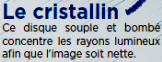 Le cristallin
Ce disque souple et bombé
concentre les rayons lumineux
afin que l'image soit nette.